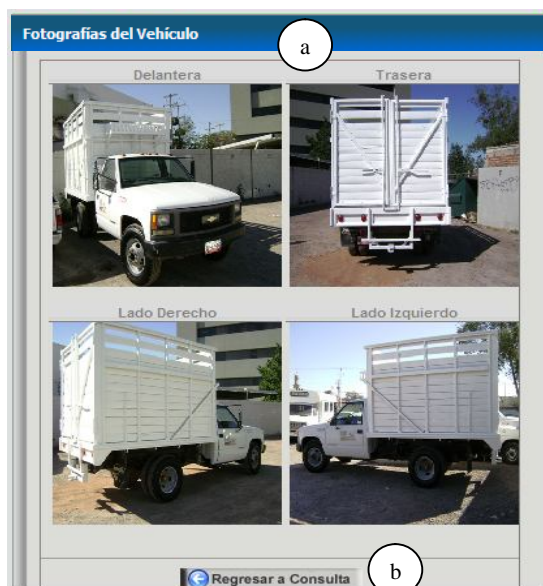 Fotografías del Vehículo
a
Delantera
Trasera
Lado Derecho
Lado Izquierdo
Regresar a Consulta
b